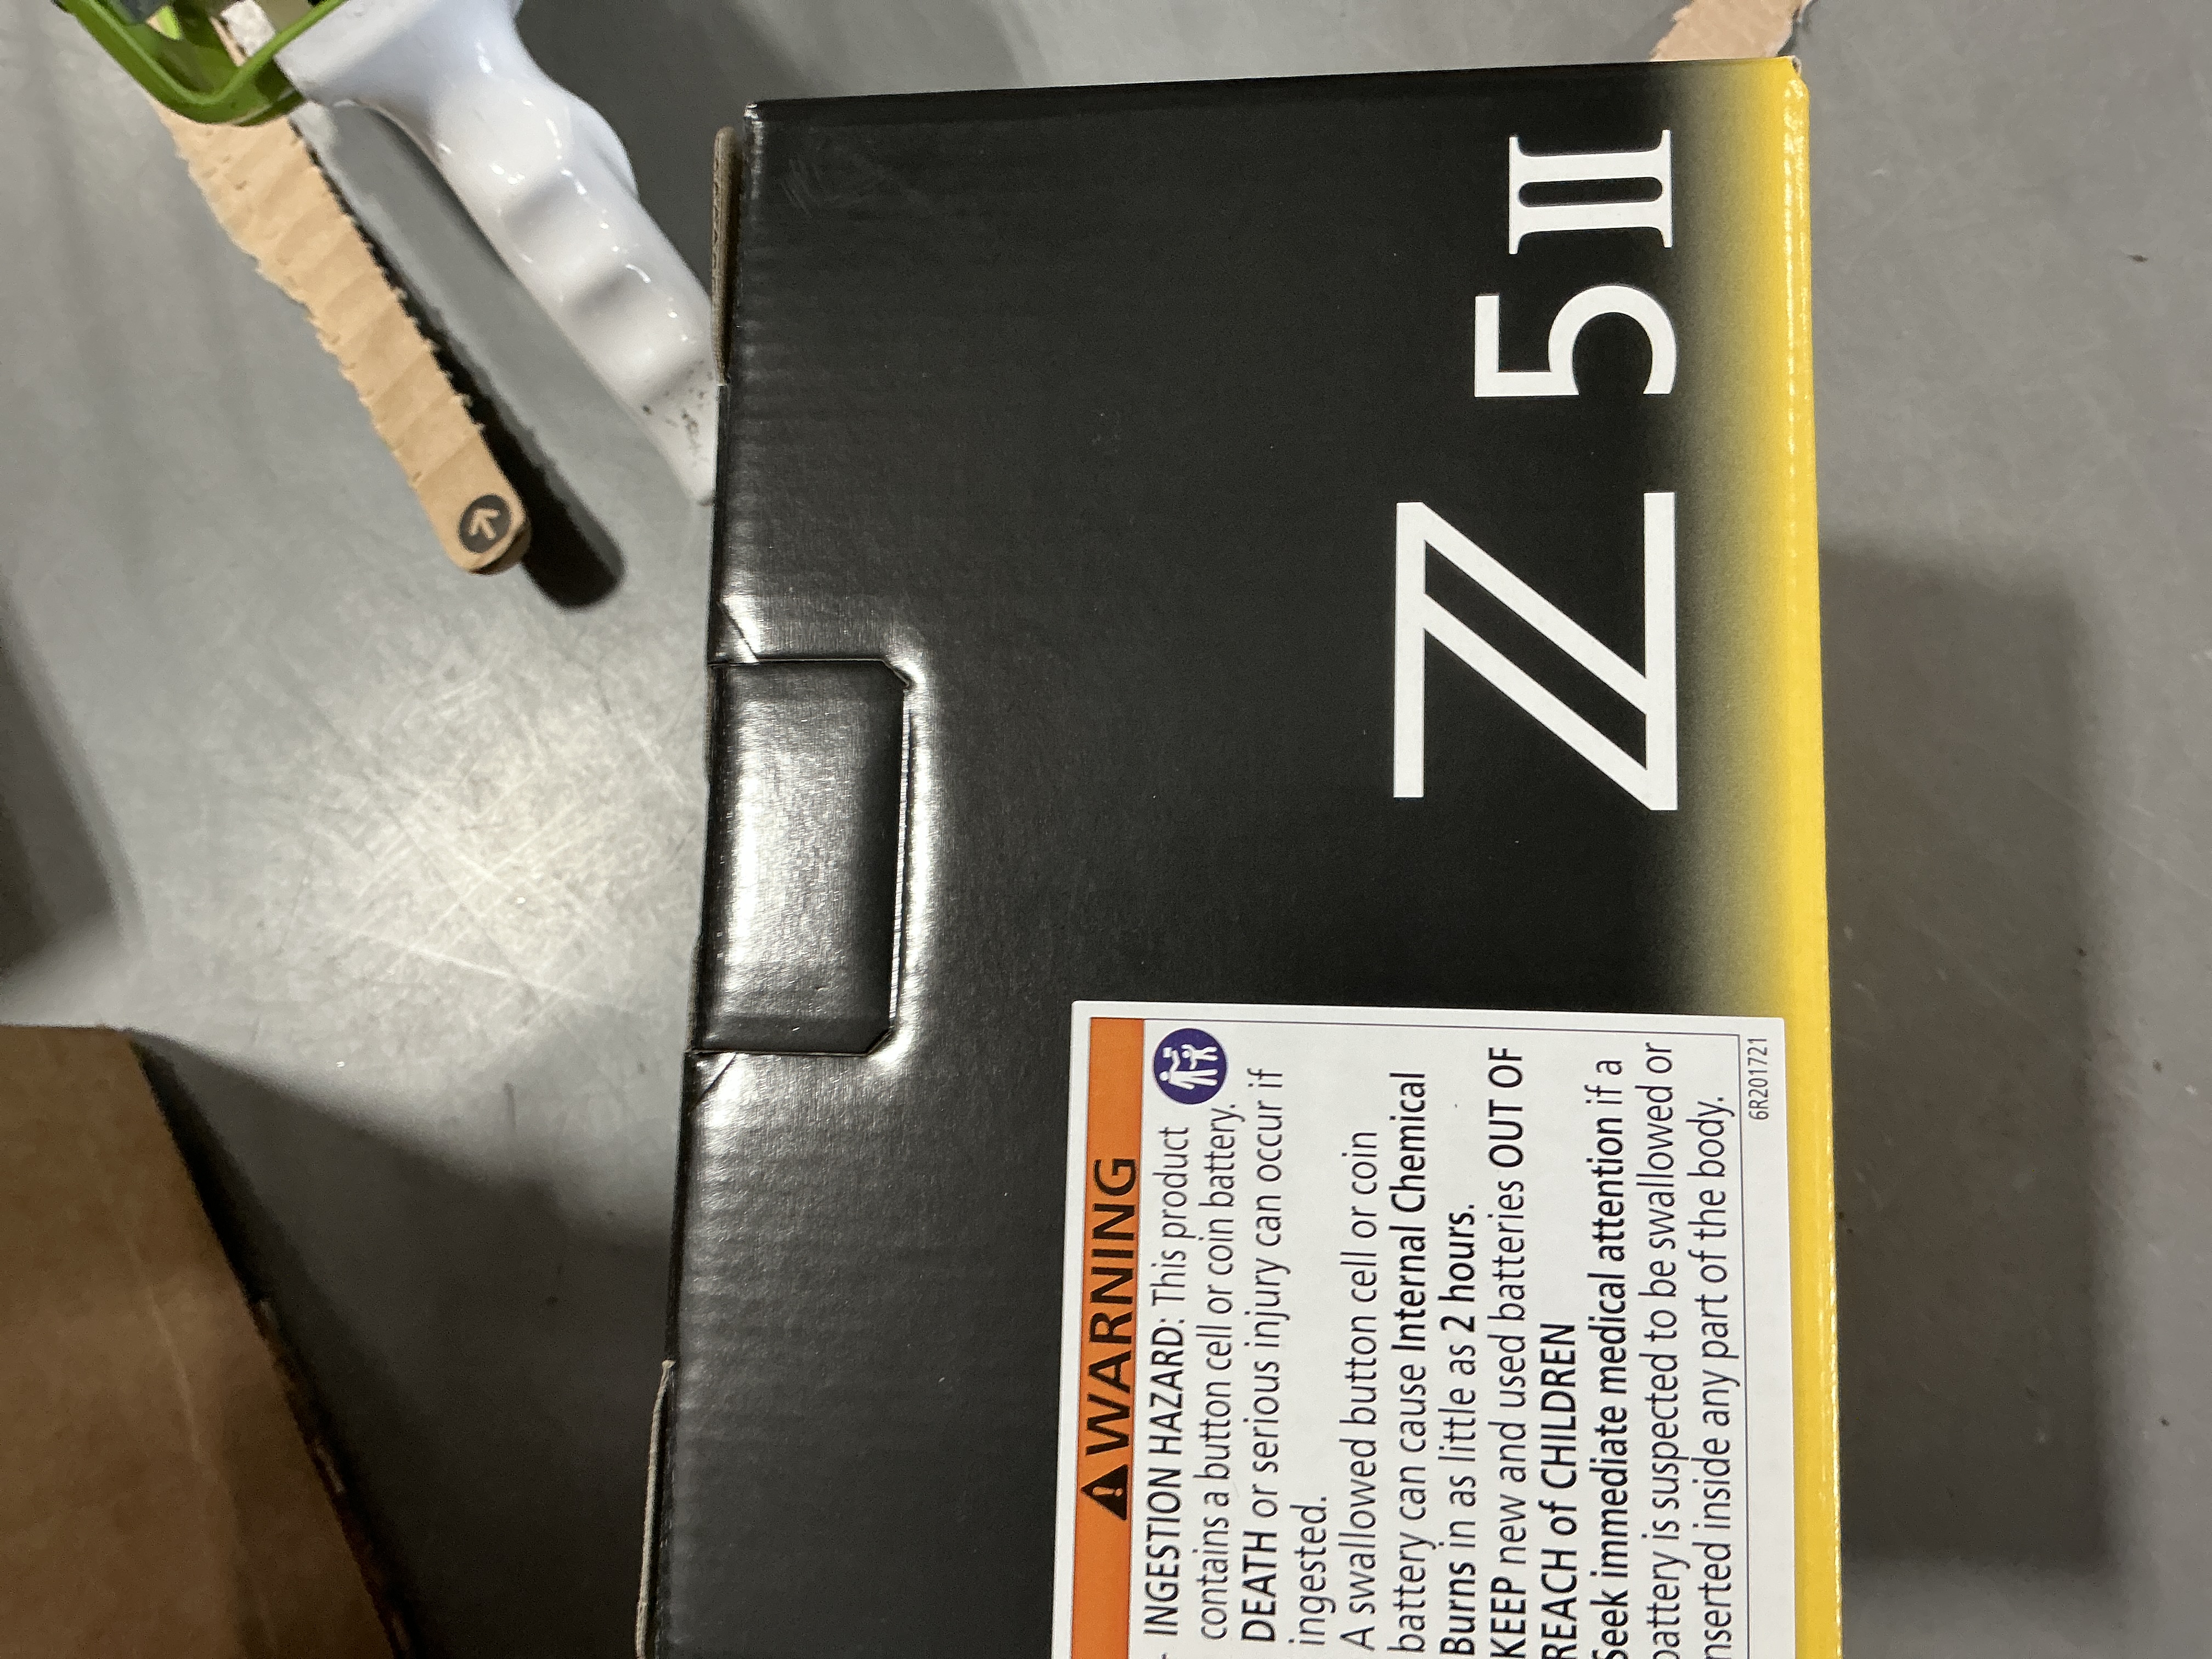 Z5II
⚠WARNING
INGESTION HAZARD: This product
contains a button cell or coin battery.
DEATH or serious injury can occur if
ingested.
A swallowed button cell or coin
battery can cause Internal Chemical
Burns in as little as 2 hours.
KEEP new and used batteries OUT OF
REACH of CHILDREN
Seek immediate medical attention if a
battery is suspected to be swallowed or
inserted inside any part of the body.
6R201721